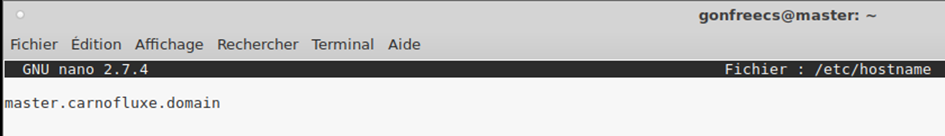 gonfreecs@master: ~
Fichier Édition Affichage Rechercher Terminal Aide
GNU nano 2.7.4 Fichier : /etc/hostname
master.carnofluxe.domain